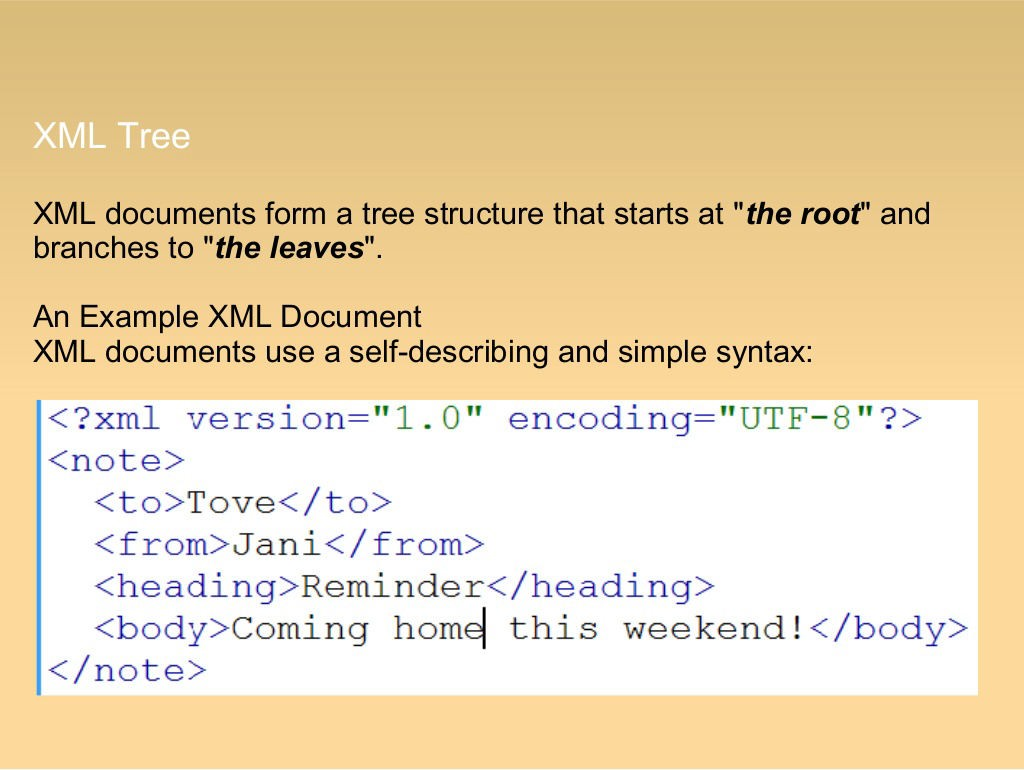 XML Tree
XML documents form a tree structure that starts at "the root" and
branches to "the leaves".
An Example XML Document
XML documents use a self-describing and simple syntax:
<?xml version="1.0" encoding="UTF-8"?>
<note>
  <to>Tove</to>
  <from>Jani</from>
  <heading>Reminder</heading>
  <body>Coming home this weekend!</body>
</note>